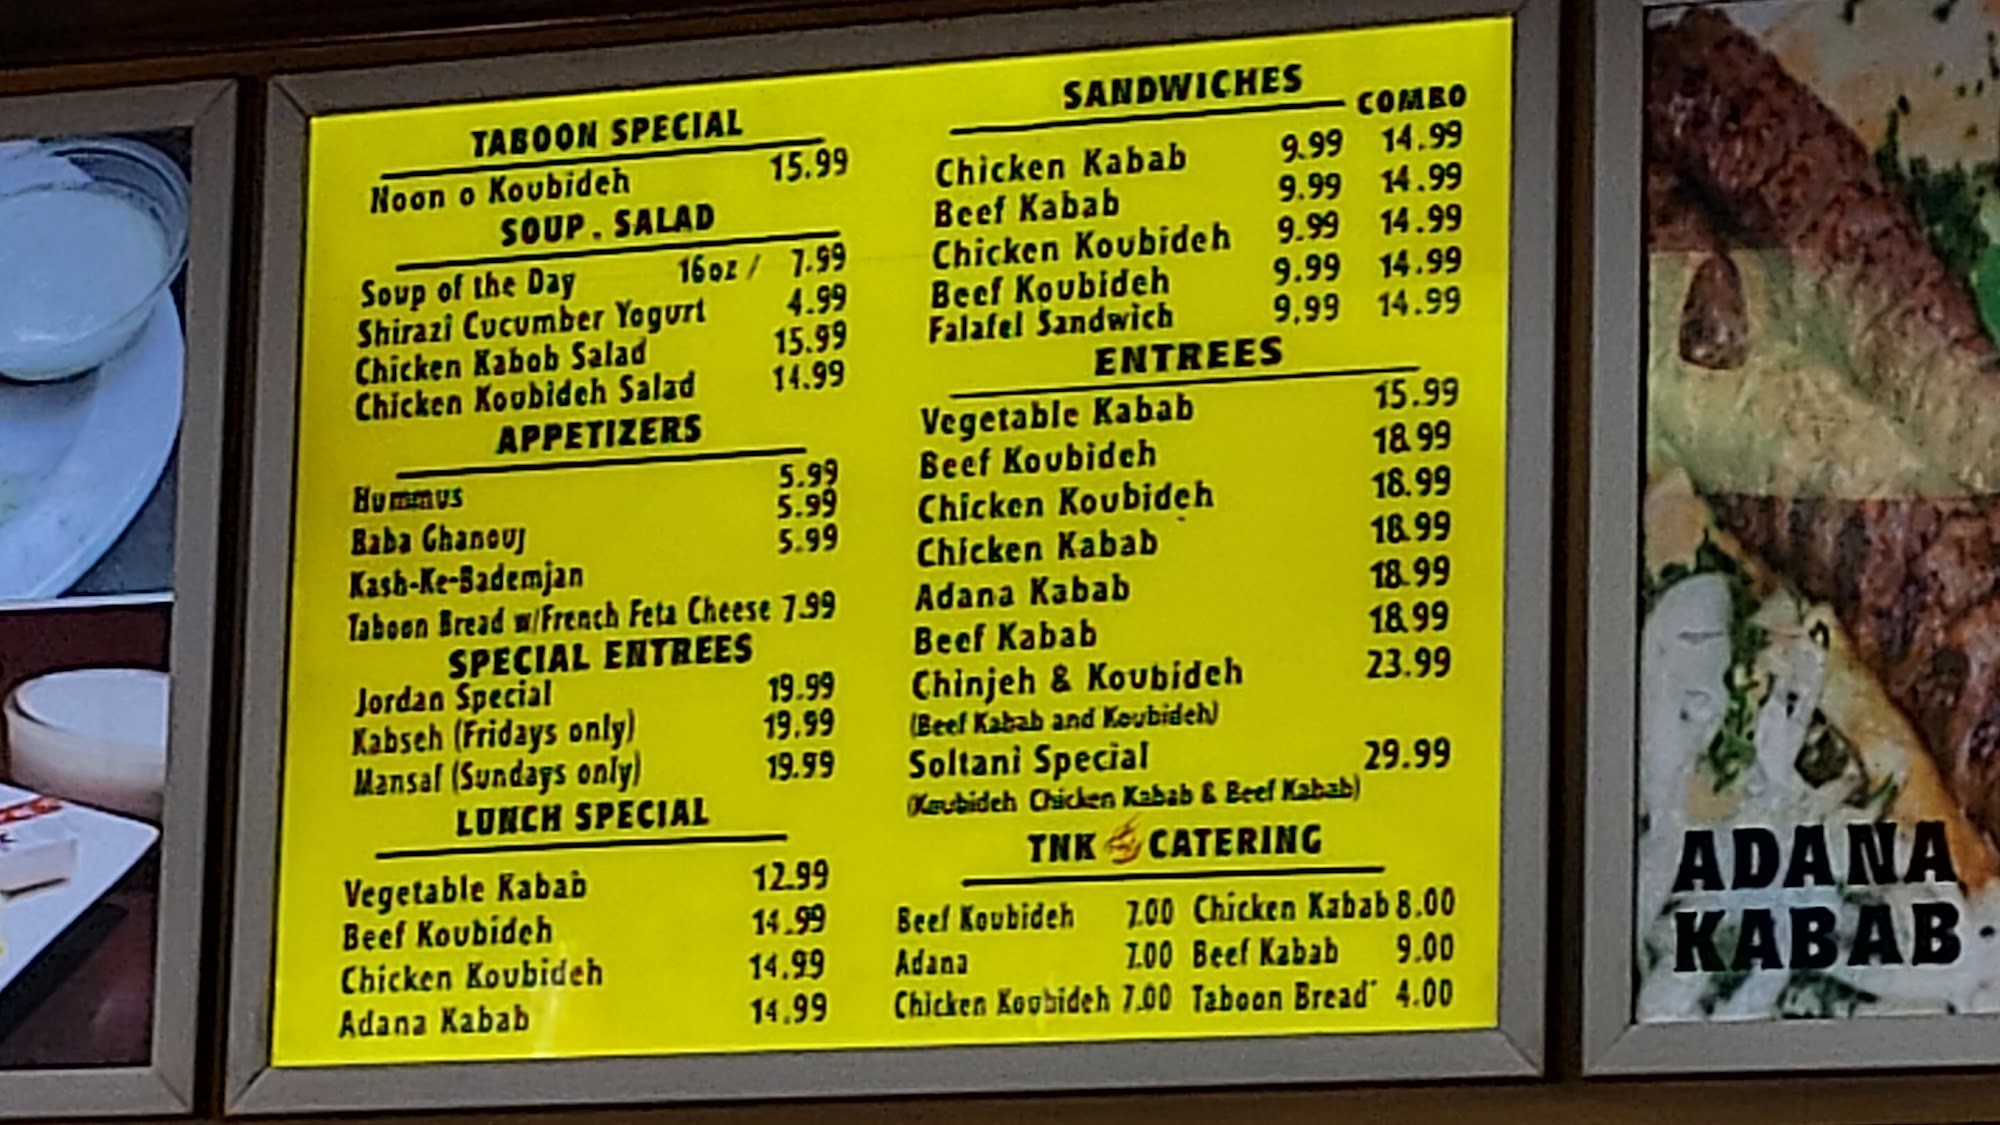 TABOON SPECIAL
Noon o Koubideh 15.99
SOUP . SALAD
Soup of the Day 16oz / 7.99
Shirazi Cucumber Yogurt 4.99
Chicken Kabob Salad 15.99
Chicken Koubideh Salad 14.99
APPETIZERS
Hummus 5.99
Baba Ghanouj 5.99
Kash-Ke-Bademjan 5.99
Taboon Bread w/French Feta Cheese 7.99
SPECIAL ENTREES
Jordan Special 19.99
Kabseh (Fridays only) 19.99
Mansaf (Sundays only) 19.99
LUNCH SPECIAL
Vegetable Kabab 12.99
Beef Koubideh 14.99
Chicken Koubideh 14.99
Adana Kabab 14.99
SANDWICHES
COMBO
Chicken Kabab 9.99 14.99
Beef Kabab 9.99 14.99
Chicken Koubideh 9.99 14.99
Beef Koubideh 9.99 14.99
Falafel Sandwich 9.99 14.99
ENTREES
Vegetable Kabab 15.99
Beef Koubideh 18.99
Chicken Koubideh 18.99
Chicken Kabab 18.99
Adana Kabab 18.99
Beef Kabab 18.99
Chinjeh & Koubideh 23.99
(Beef Kabab and Koubideh)
Soltani Special 29.99
(Koubideh Chicken Kabab & Beef Kabab)
TNK CATERING
Beef Koubideh 7.00 Chicken Kabab 8.00
Adana 7.00 Beef Kabab 9.00
Chicken Koubideh 7.00 Taboon Bread 4.00
ADANA
KABAB